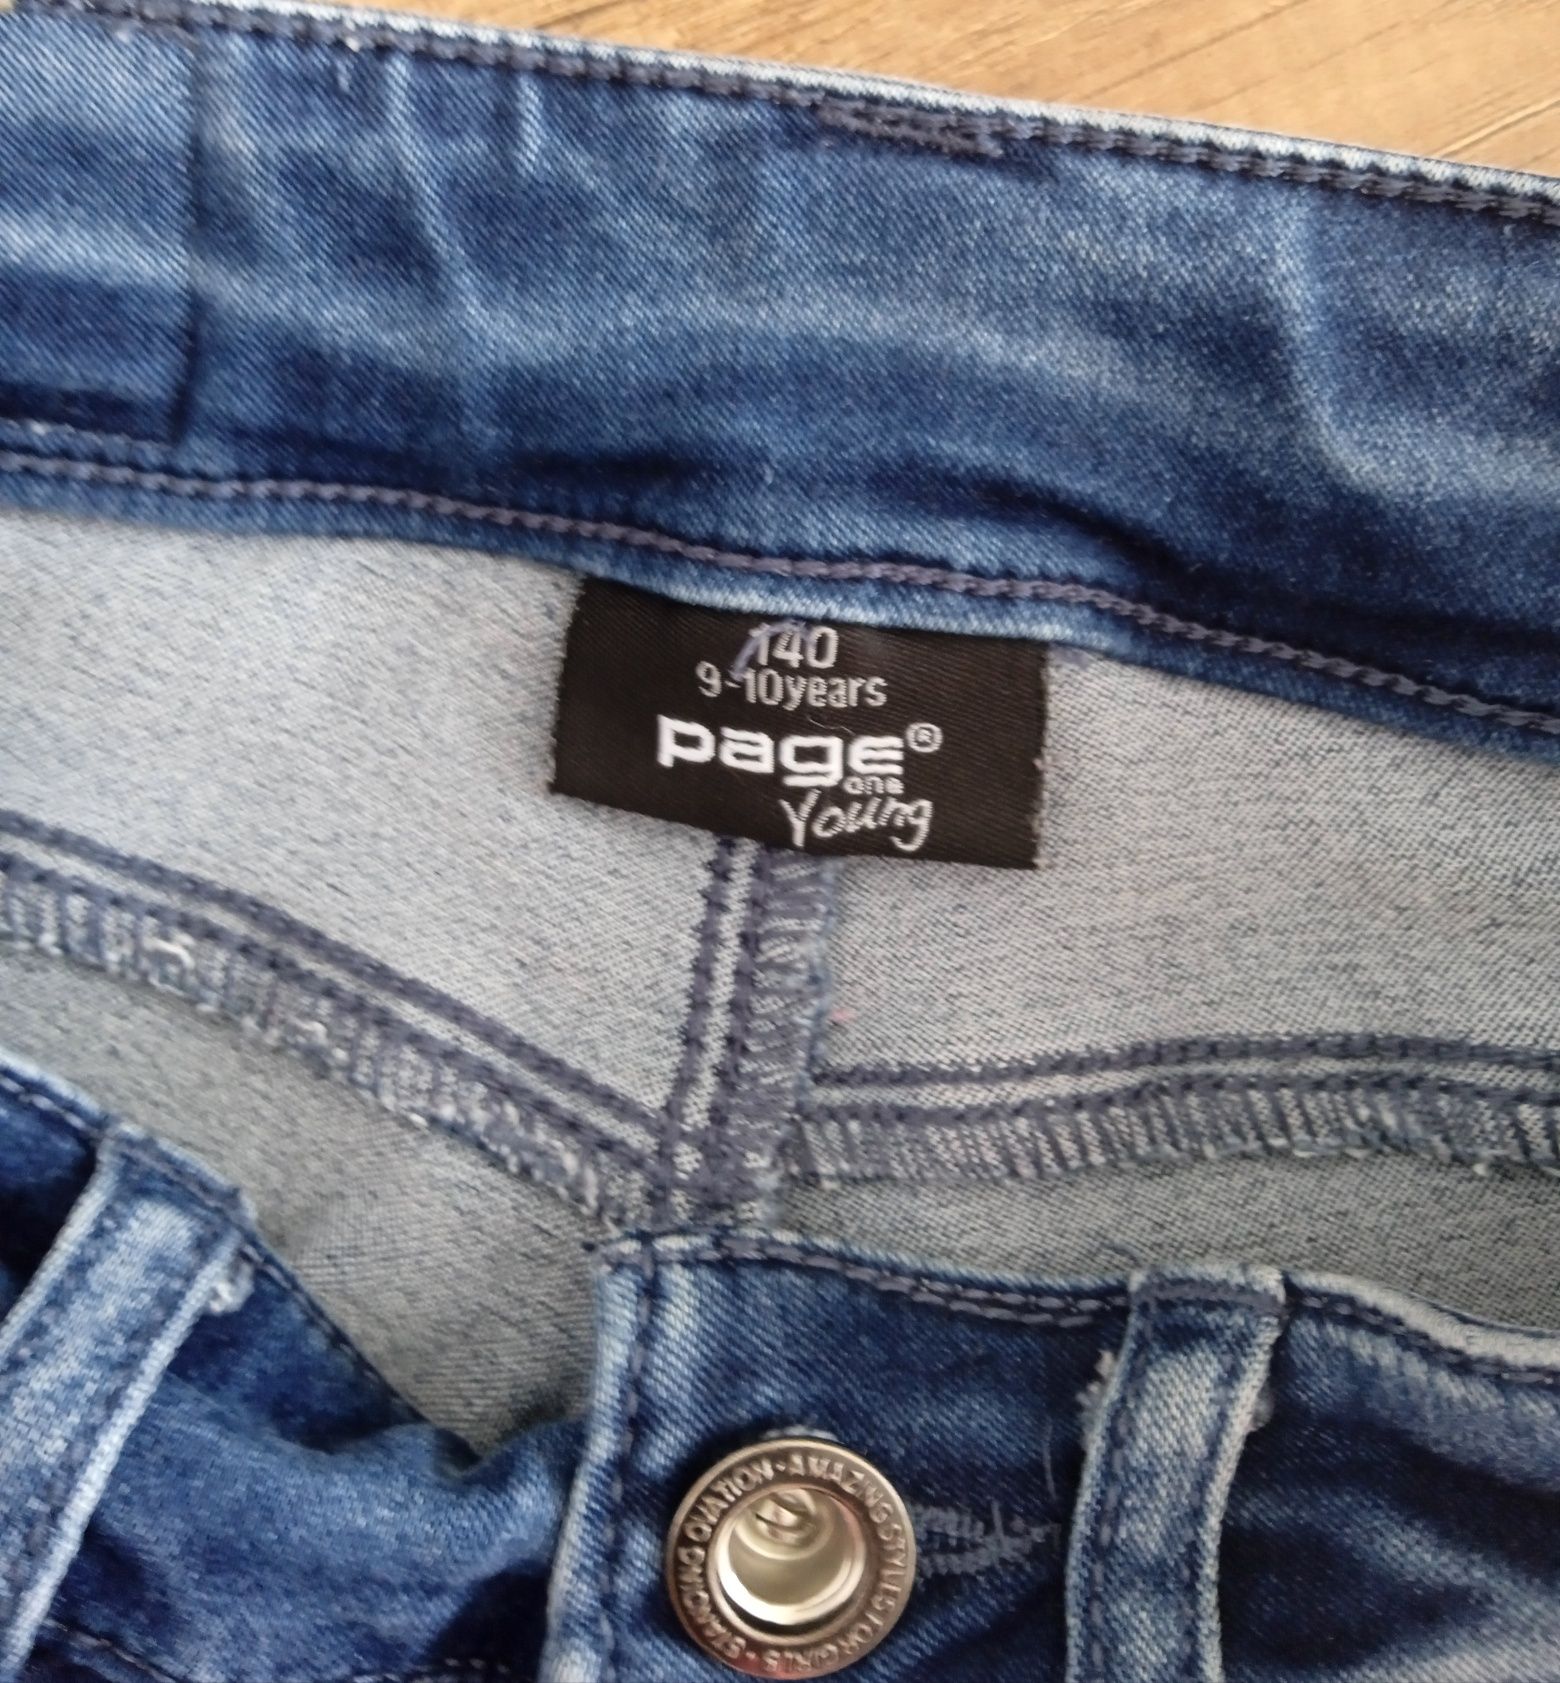 140
9-10years
page®
one
Young
STANDING OVATION • AMAZING STYLES FOR GIRLS •